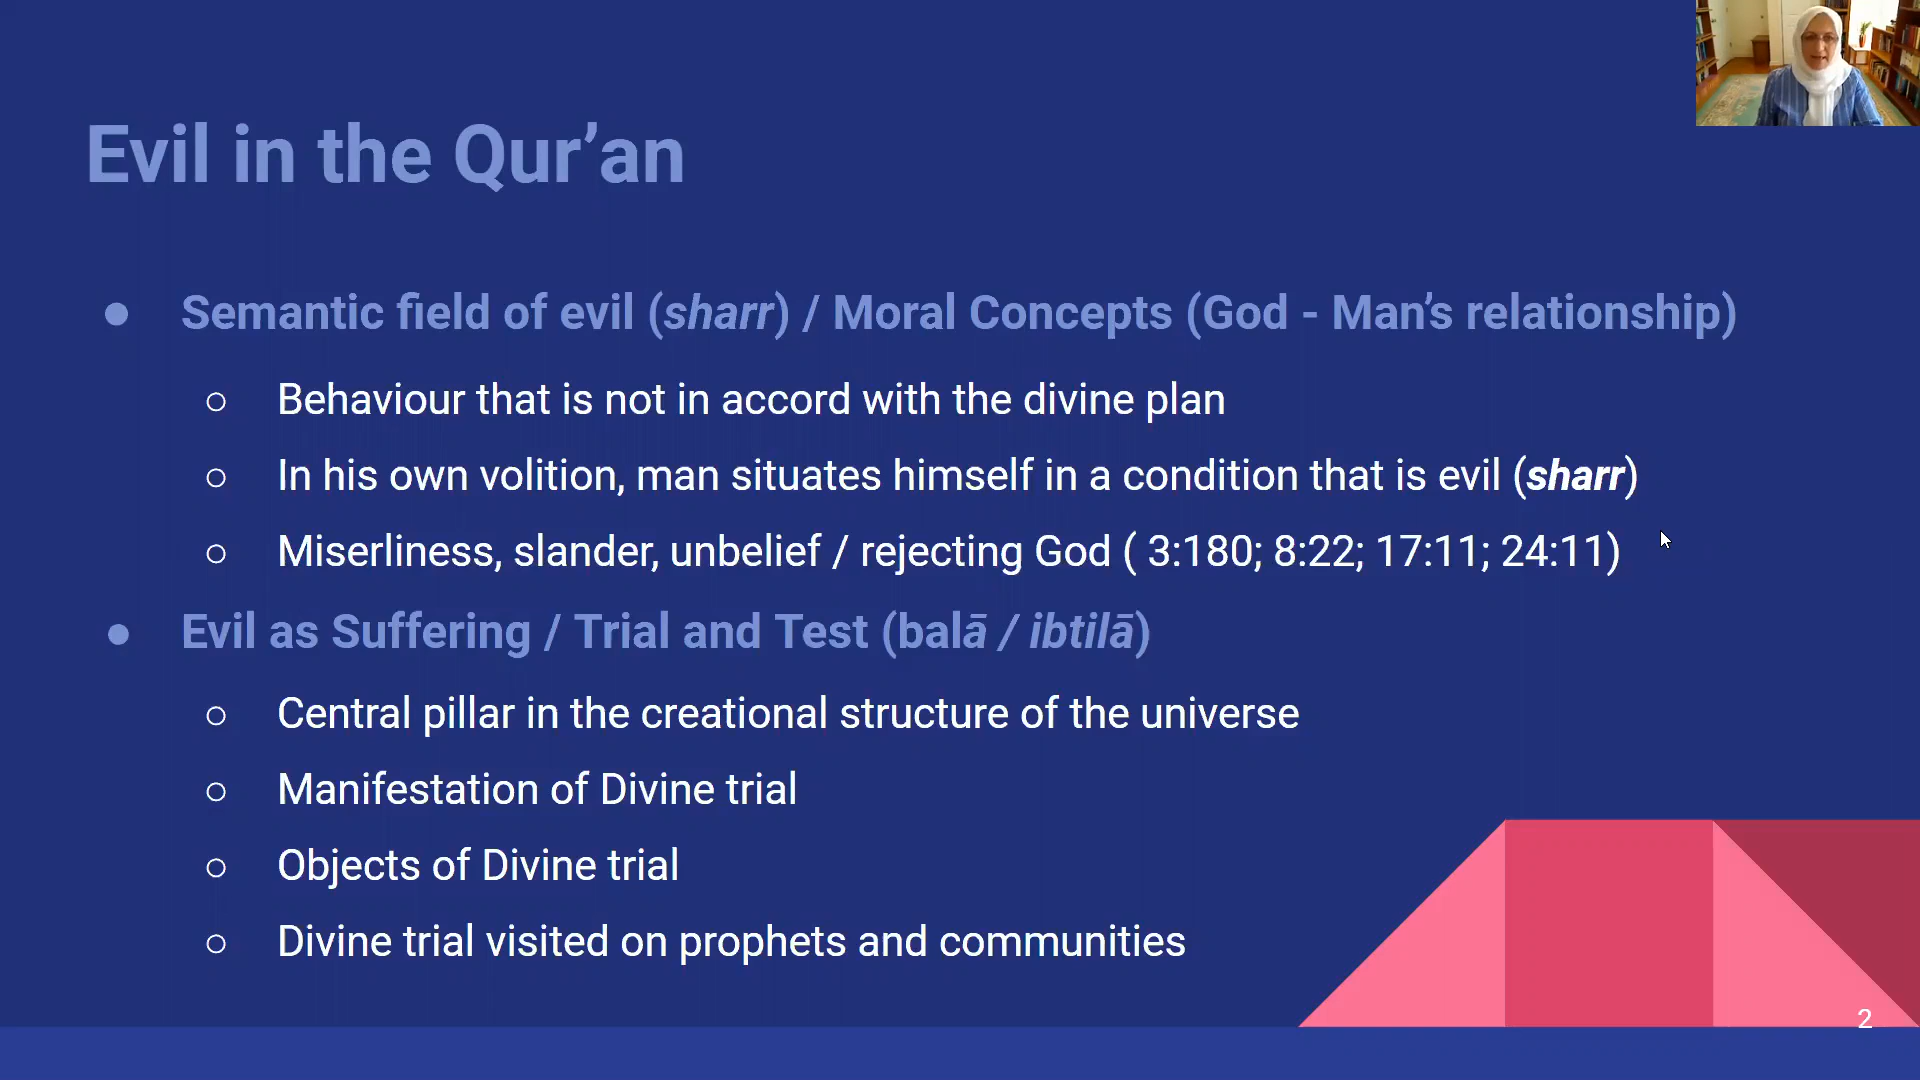 Evil in the Qur’an
● Semantic field of evil (sharr) / Moral Concepts (God - Man’s relationship)
○ Behaviour that is not in accord with the divine plan
○ In his own volition, man situates himself in a condition that is evil (sharr)
○ Miserliness, slander, unbelief / rejecting God ( 3:180; 8:22; 17:11; 24:11)
● Evil as Suffering / Trial and Test (balā / ibtilā)
○ Central pillar in the creational structure of the universe
○ Manifestation of Divine trial
○ Objects of Divine trial
○ Divine trial visited on prophets and communities
2